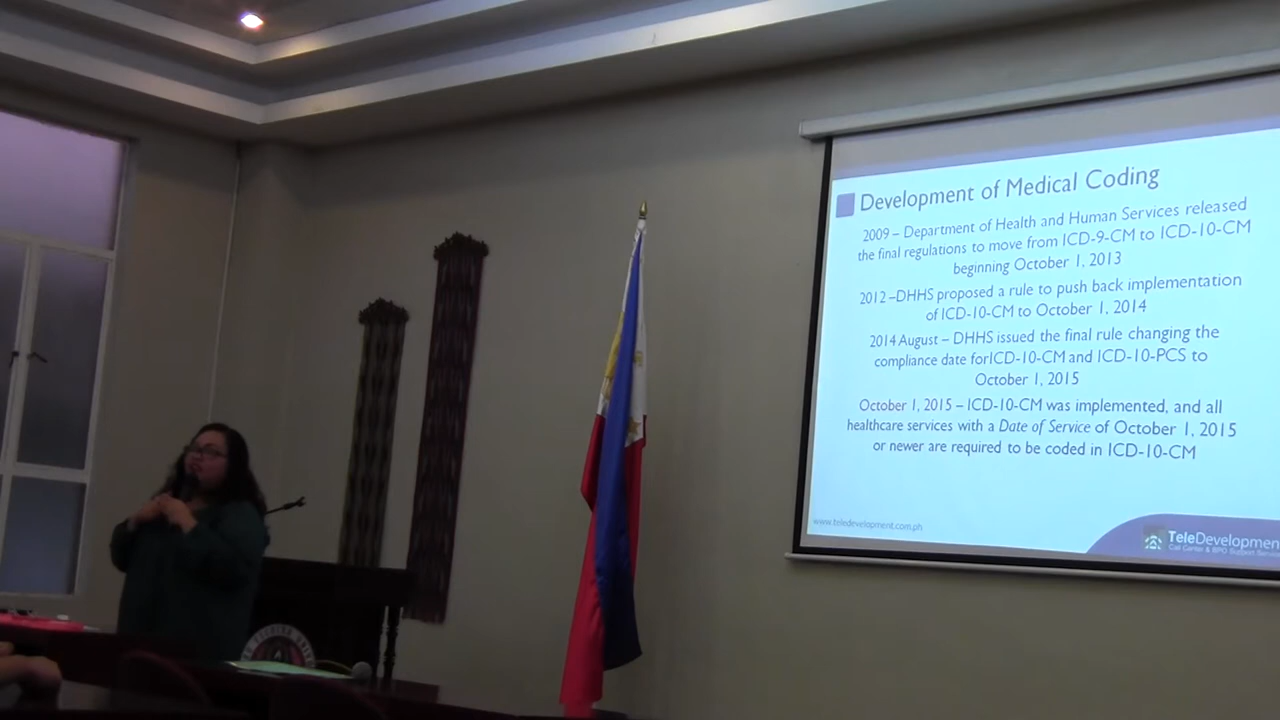 Development of Medical Coding
2009 – Department of Health and Human Services released
the final regulations to move from ICD-9-CM to ICD-10-CM
beginning October 1, 2013
2012 –DHHS proposed a rule to push back implementation
of ICD-10-CM to October 1, 2014
2014 August – DHHS issued the final rule changing the
compliance date forICD-10-CM and ICD-10-PCS to
October 1, 2015
October 1, 2015 – ICD-10-CM was implemented, and all
healthcare services with a Date of Service of October 1, 2015
or newer are required to be coded in ICD-10-CM
www.teledevelopment.com.ph
TeleDevelopmen
Call Center & BPO Support Servic